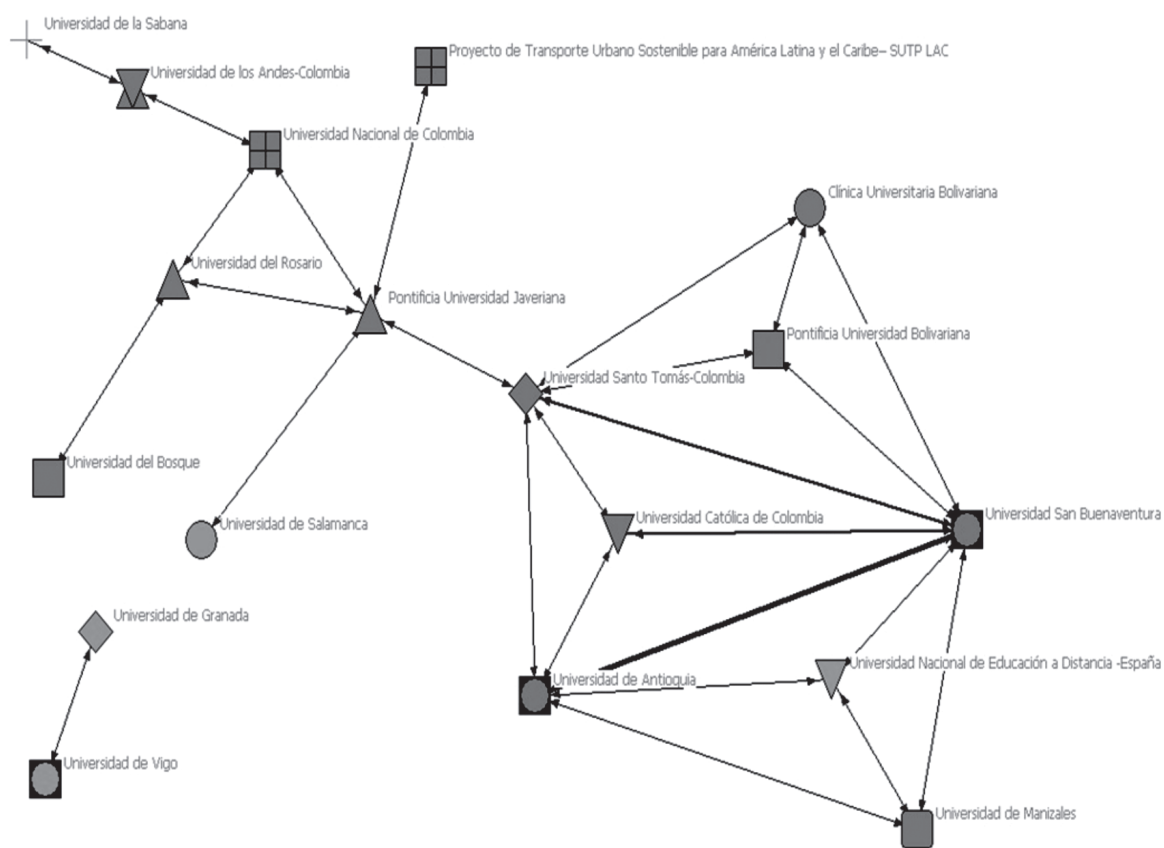 Universidad de la Sabana
Proyecto de Transporte Urbano Sostenible para América Latina y el Caribe– SUTP LAC
Universidad de los Andes-Colombia
Universidad Nacional de Colombia
Clínica Universitaria Bolivariana
Universidad del Rosario
Pontificia Universidad Javeriana
Pontificia Universidad Bolivariana
Universidad Santo Tomás-Colombia
Universidad del Bosque
Universidad de Salamanca
Universidad Católica de Colombia
Universidad San Buenaventura
Universidad de Granada
Universidad Nacional de Educación a Distancia -España
Universidad de Antioquia
Universidad de Vigo
Universidad de Manizales